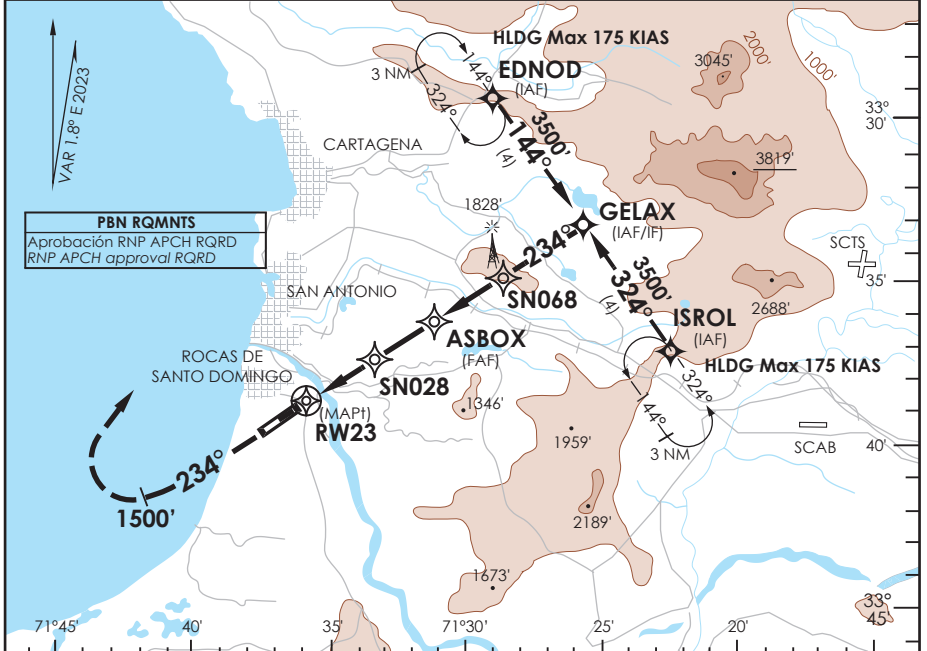 VAR 1.8° E 2023
HLDG Max 175 KIAS
EDNOD
(IAF)
3 NM
144°
324°
3500'
144°
(4)
3045'
2000'
1000'
33°
30'
CARTAGENA
3819'
1828'
PBN RQMNTS
Aprobación RNP APCH RQRD
RNP APCH approval RQRD
GELAX
(IAF/IF)
234°
SCTS
35'
SN068
3500'
324°
(4)
SAN ANTONIO
2688'
ISROL
(IAF)
HLDG Max 175 KIAS
ASBOX
(FAF)
ROCAS DE
SANTO DOMINGO
SN028
324°
144°
3 NM
1346'
(MAPt)
RW23
1959'
SCAB
40'
234°
1500'
2189'
1673'
33°
45'
71°45'
35'
71°30'
25'
20'